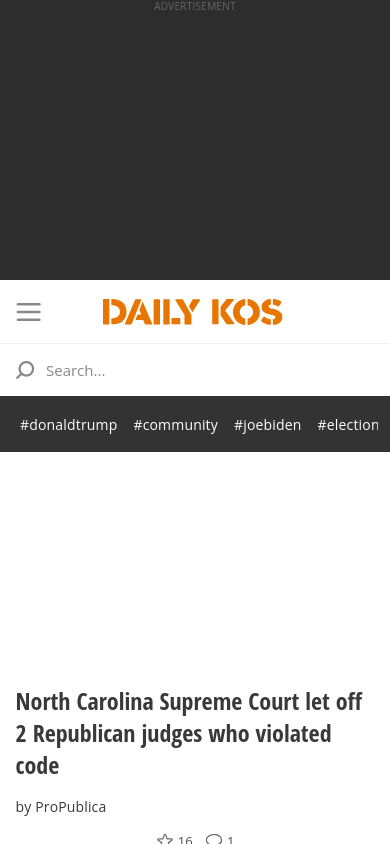 ADVERTISEMENT
DAILY KOS
Search...
#donaldtrump #community #joebiden #election
North Carolina Supreme Court let off
2 Republican judges who violated
code
by ProPublica
16 1